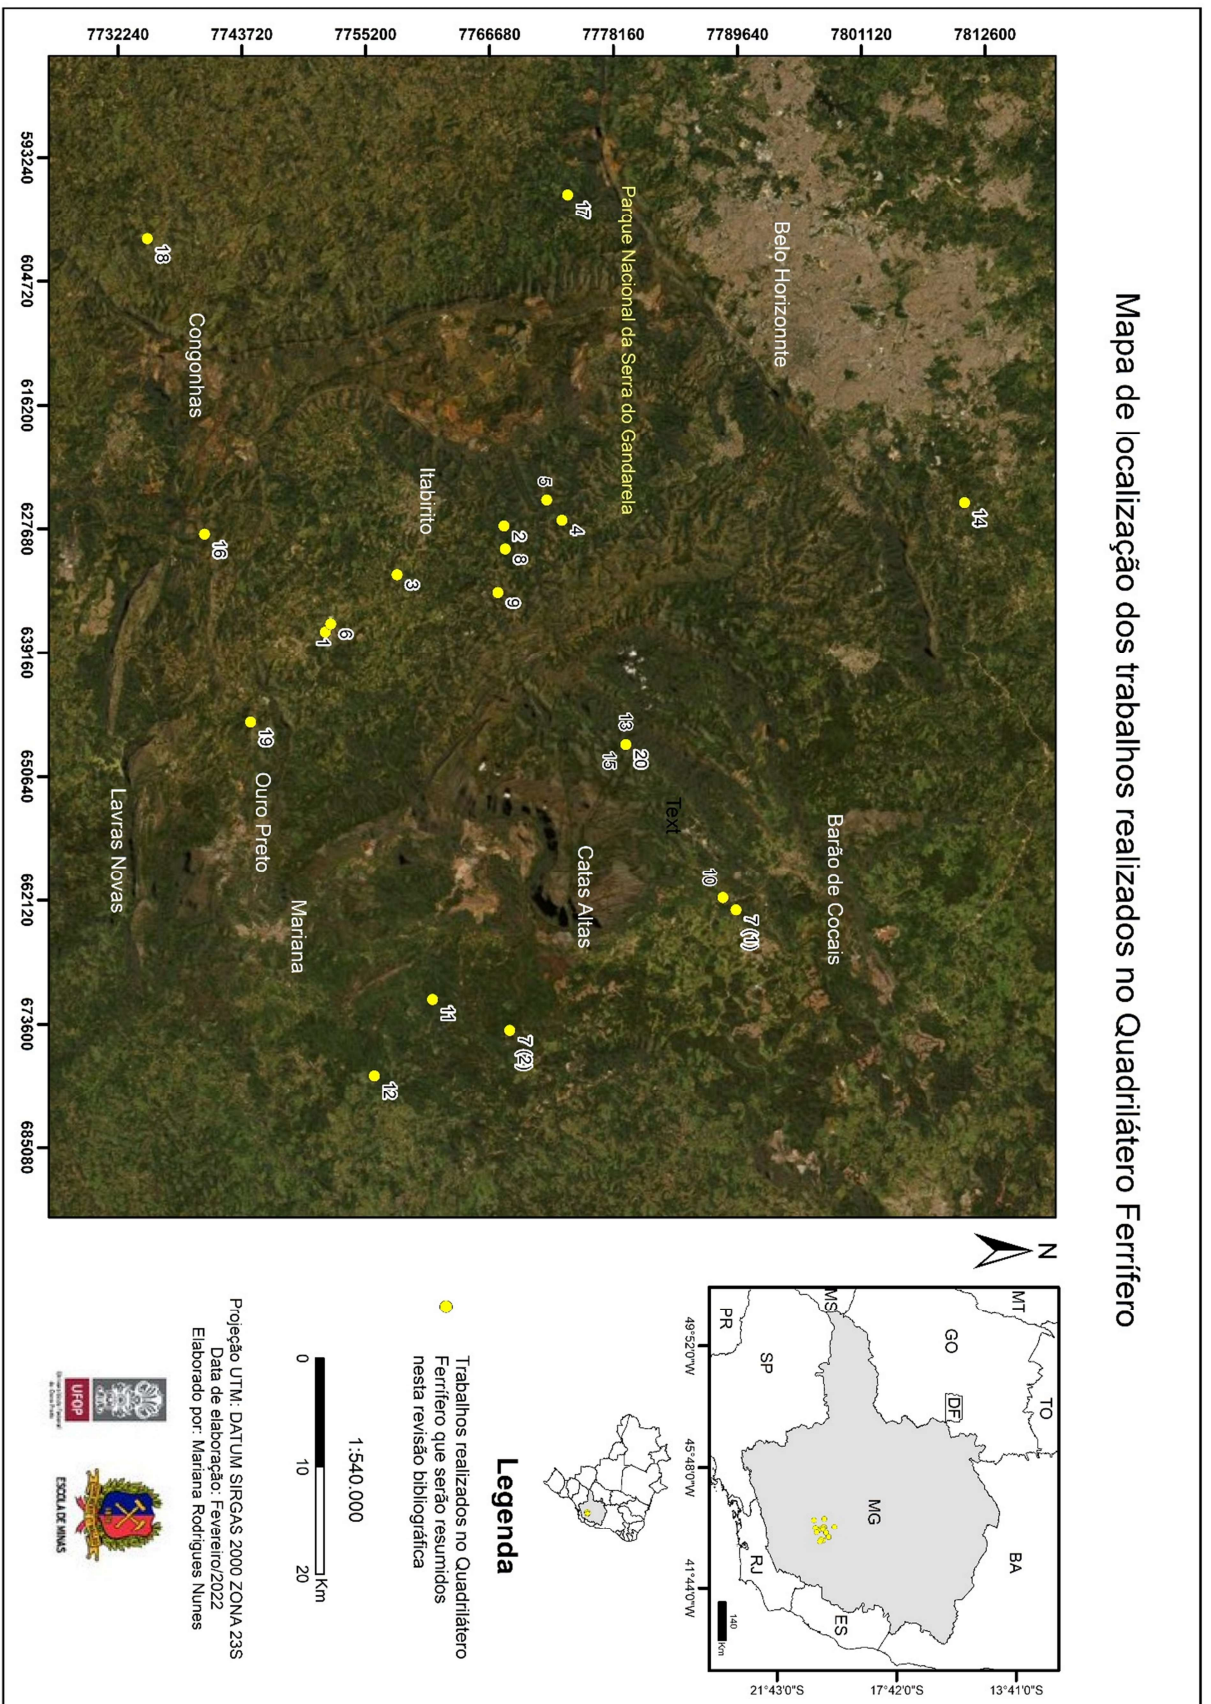 Mapa de localização dos trabalhos realizados no Quadrilátero Ferrífero
7812600
7801120
7789640
7778160
7766680
7755200
7743720
7732240
593240
604720
616200
627680
639160
650640
662120
673600
685080
14
Belo Horizonnte
Barão de Cocais
7 (1)
10
Text
Parque Nacional da Serra do Gandarela
13
20
15
17
4
5
Catas Altas
2
8
9
7 (2)
Itabirito
3
11
12
6
1
Mariana
19
Ouro Preto
Congonhas
16
18
Lavras Novas
N
MT
TO
GO
DF
BA
MS
MG
SP
ES
PR
RJ
140
Km
49°52'0"W
45°48'0"W
41°44'0"W
13°41'0"S
17°42'0"S
21°43'0"S
Legenda
Trabalhos realizados no Quadrilátero
Ferrífero que serão resumidos
nesta revisão bibliográfica
1:540.000
0
10
20
Km
Projeção UTM: DATUM SIRGAS 2000 ZONA 23S
Data de elaboração: Fevereiro/2022
Elaborado por: Mariana Rodrigues Nunes
UFOP
Universidade Federal
de Ouro Preto
ESCOLA DE MINAS